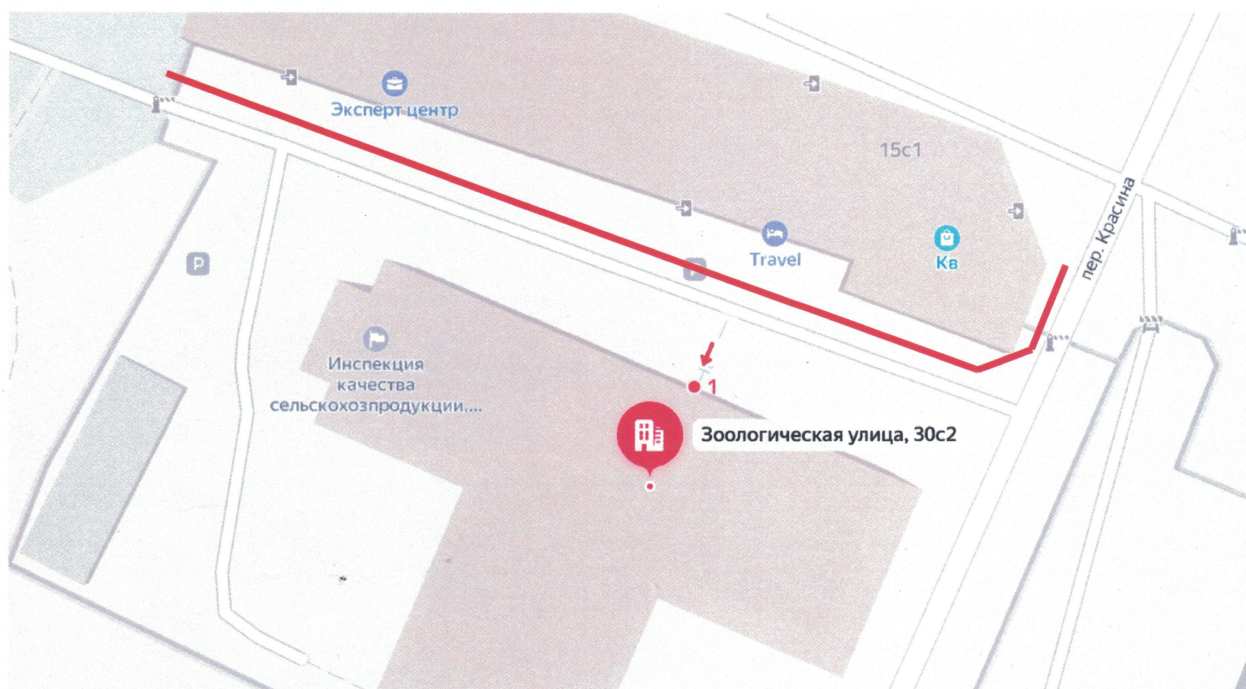 Эксперт центр
15с1
пер. Красина
P
Travel
Кв
P
Инспекция
качества
сельскохозпродукции....
1
Зоологическая улица, 30с2